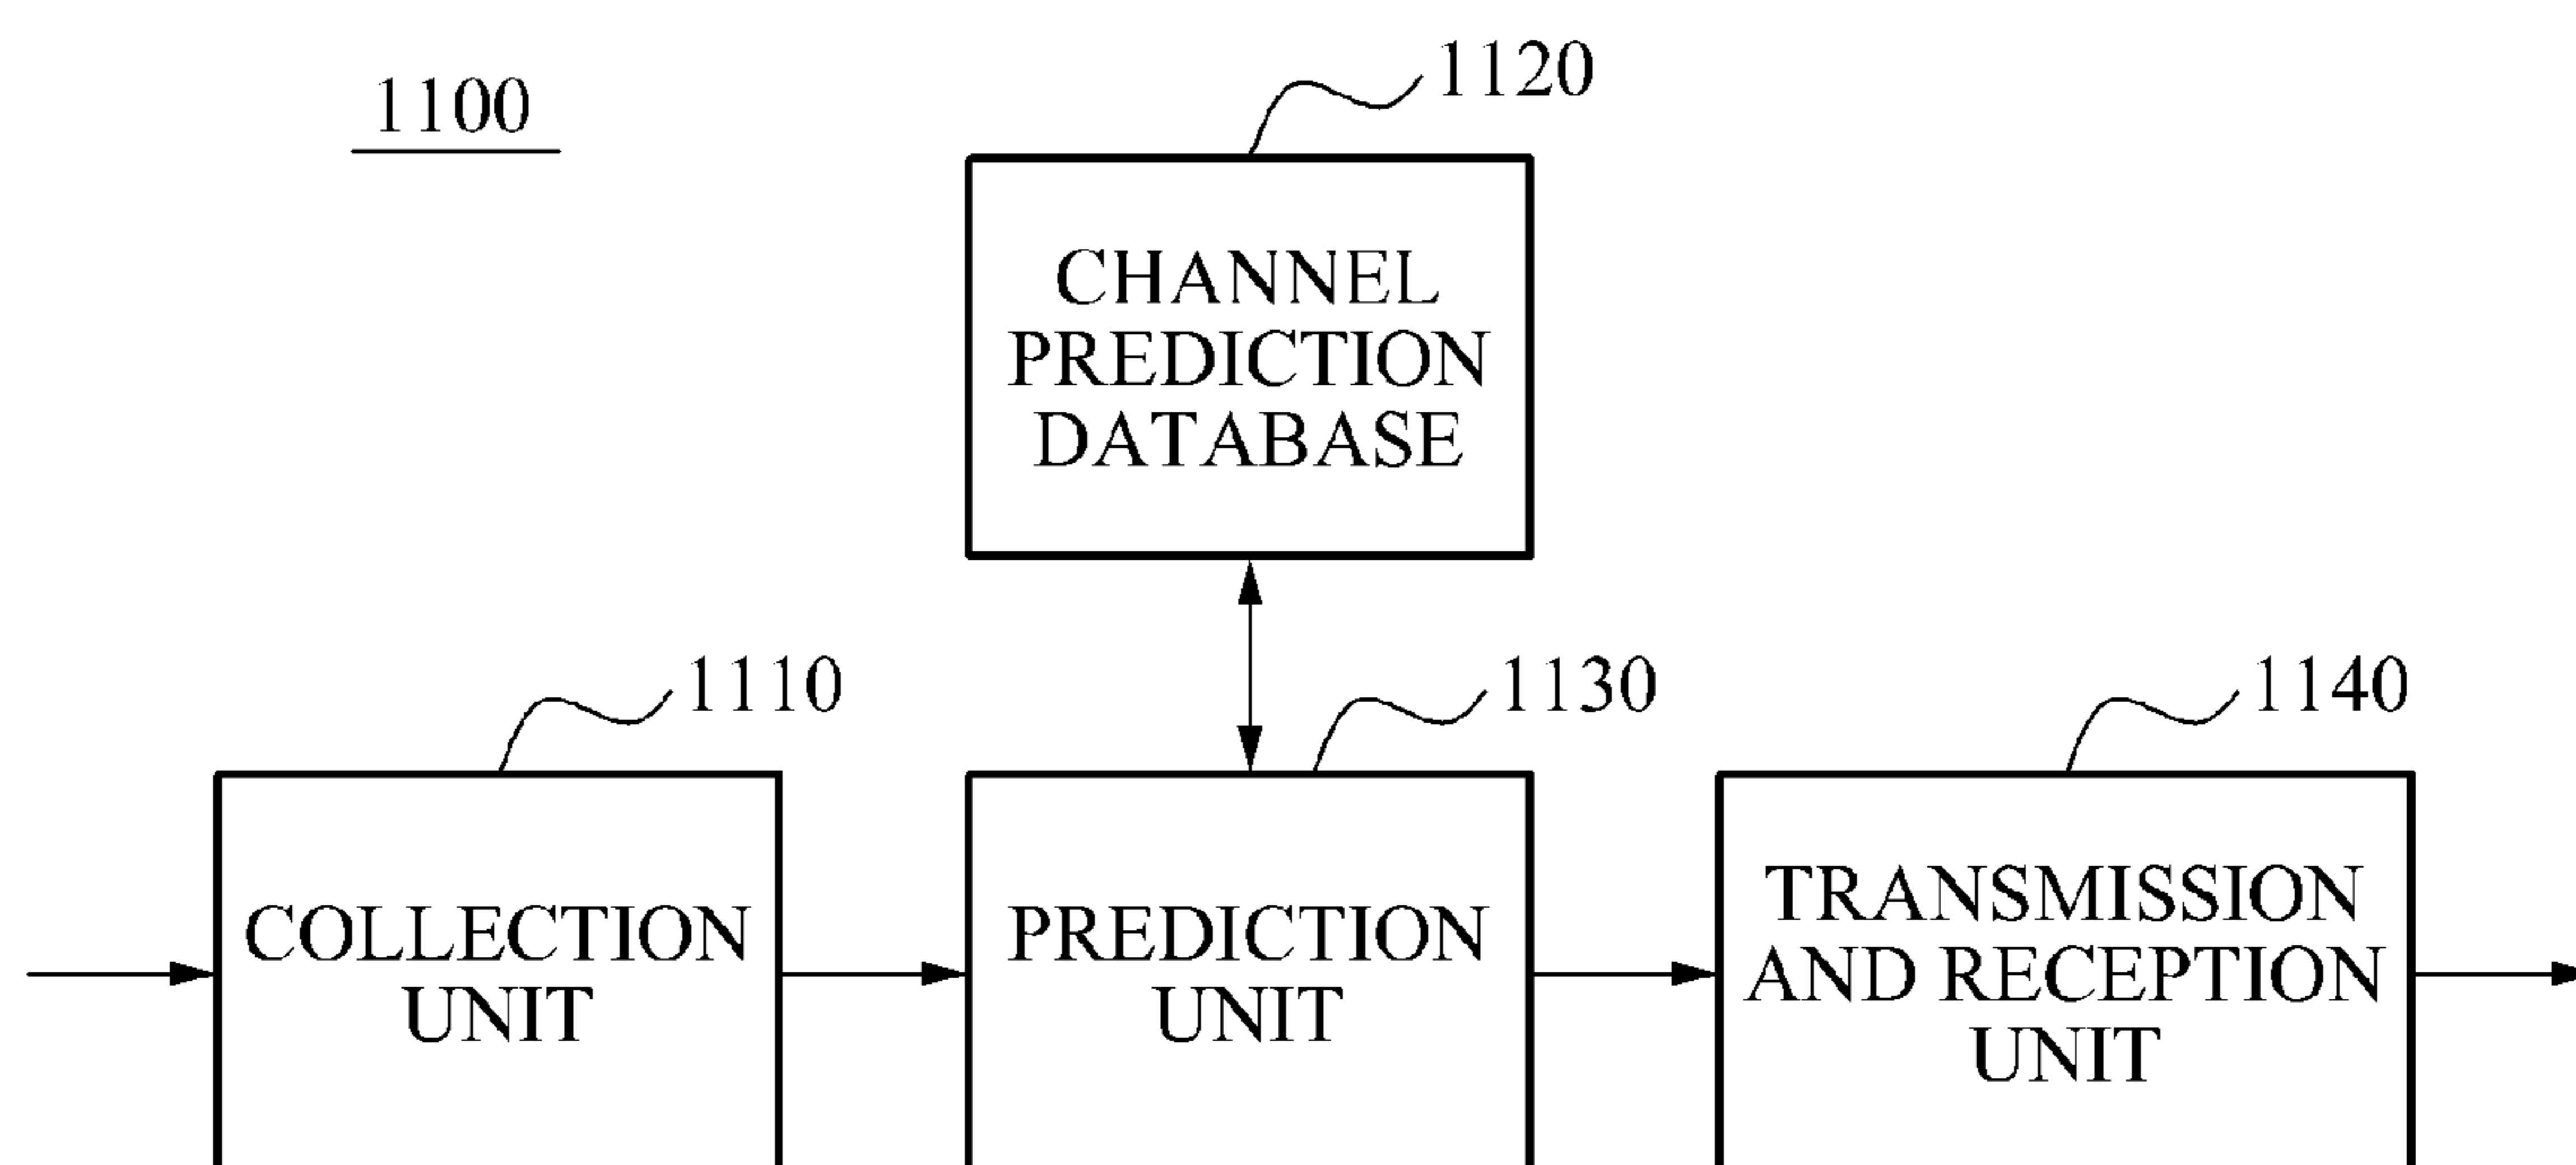 1100
1120
CHANNEL
PREDICTION
DATABASE
1110
1130
1140
COLLECTION
UNIT
PREDICTION
UNIT
TRANSMISSION
AND RECEPTION
UNIT